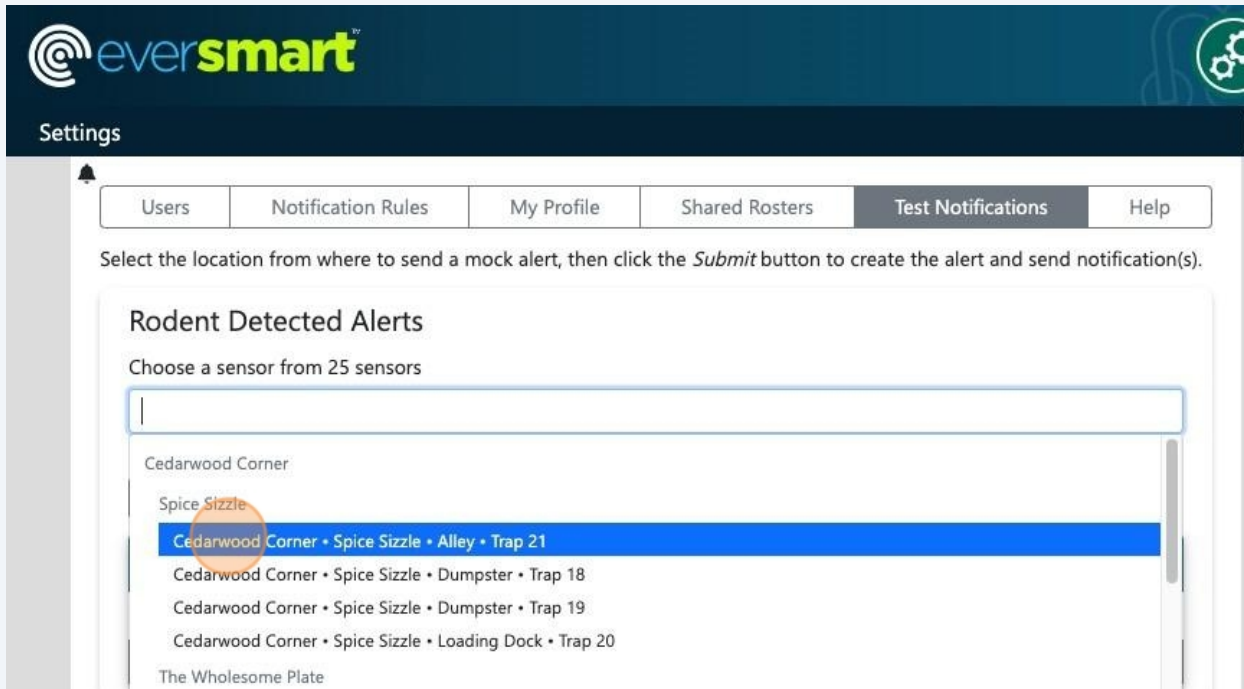 eversmart
Settings
Users Notification Rules My Profile Shared Rosters Test Notifications Help
Select the location from where to send a mock alert, then click the Submit button to create the alert and send notification(s).
Rodent Detected Alerts
Choose a sensor from 25 sensors
Cedarwood Corner
Spice Sizzle
Cedarwood Corner • Spice Sizzle • Alley • Trap 21
Cedarwood Corner • Spice Sizzle • Dumpster • Trap 18
Cedarwood Corner • Spice Sizzle • Dumpster • Trap 19
Cedarwood Corner • Spice Sizzle • Loading Dock • Trap 20
The Wholesome Plate